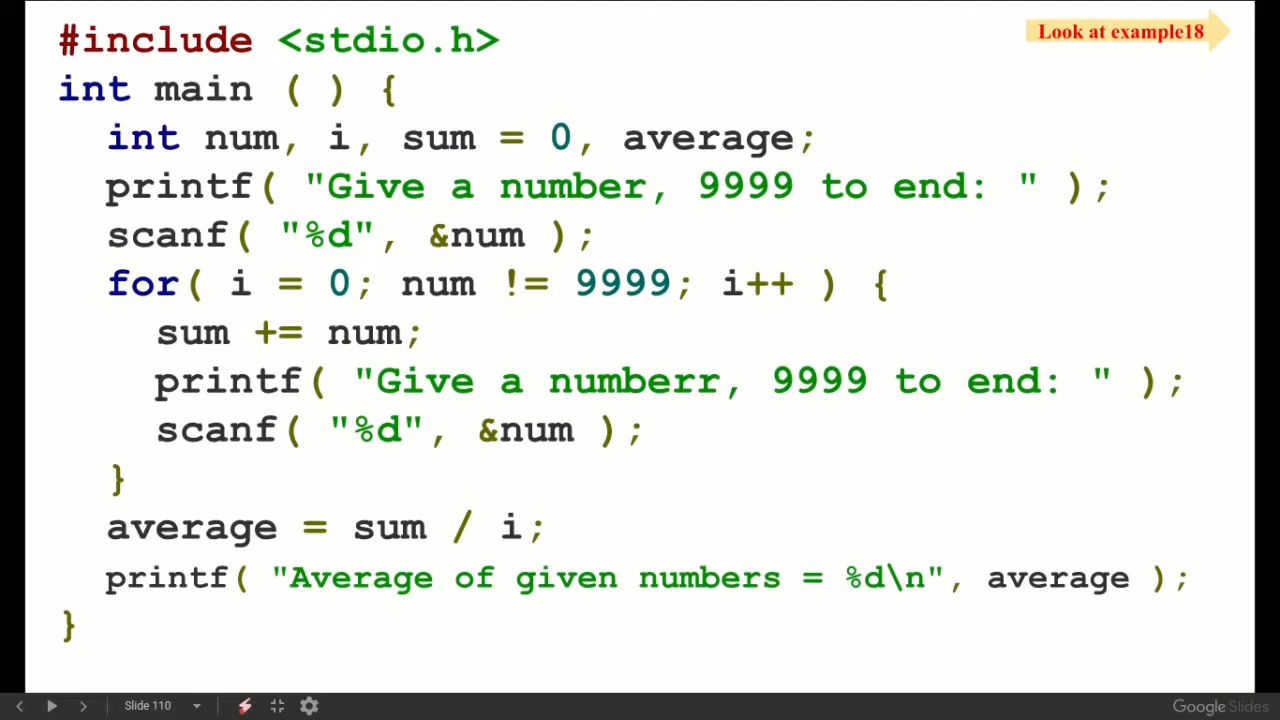 Look at example18
#include <stdio.h>
int main ( ) {
int num, i, sum = 0, average;
printf( "Give a number, 9999 to end: " );
scanf( "%d", &num );
for( i = 0; num != 9999; i++ ) {
sum += num;
printf( "Give a numberr, 9999 to end: " );
scanf( "%d", &num );
}
average = sum / i;
printf( "Average of given numbers = %d\n", average );
}
Slide 110
Google Slides